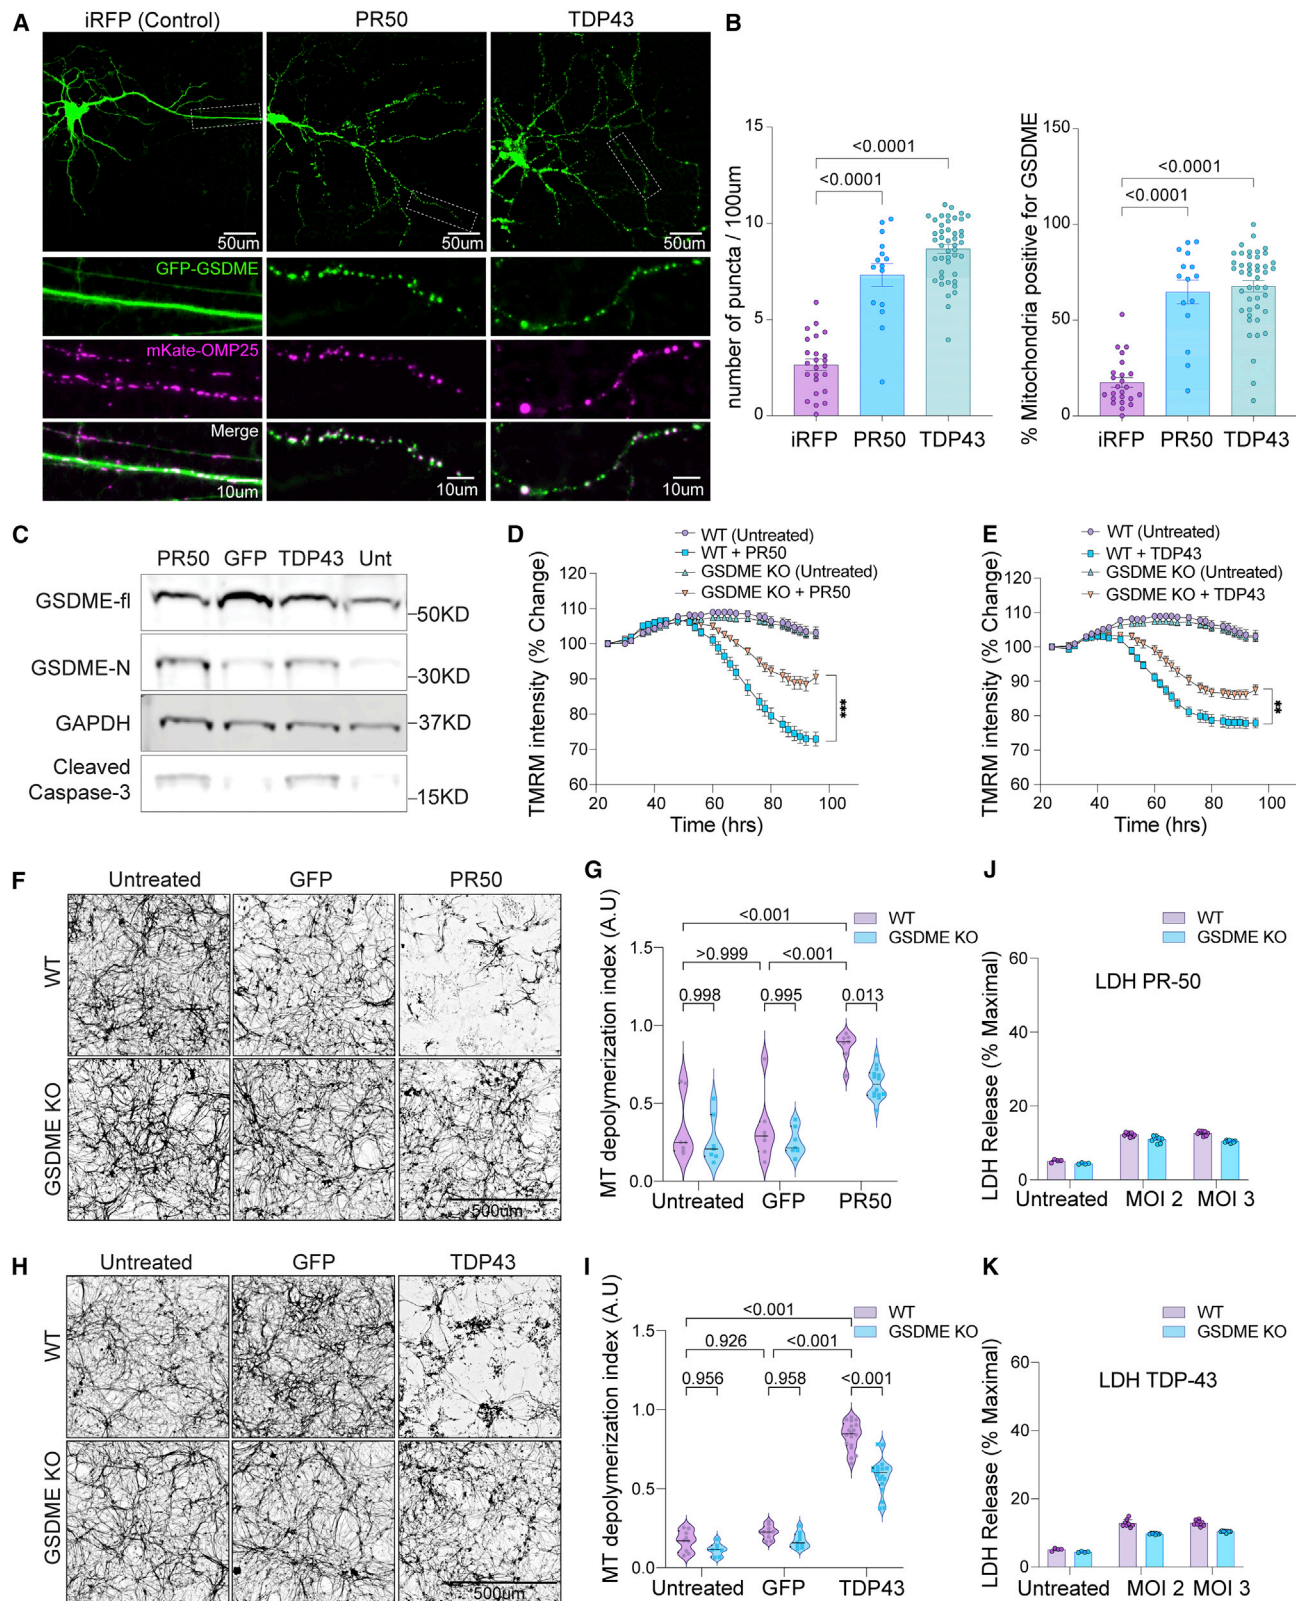 A
iRFP (Control)
PR50
TDP43
50um
50um
50um
GFP-GSDME
mKate-OMP25
Merge
10um
10um
10um
B
number of puncta / 100um
15
10
5
0
<0.0001
<0.0001
iRFP
PR50
TDP43
% Mitochondria positive for GSDME
150
100
50
0
<0.0001
<0.0001
iRFP
PR50
TDP43
C
PR50
GFP
TDP43
Unt
GSDME-fl
–50KD
GSDME-N
–30KD
GAPDH
–37KD
Cleaved
Caspase-3
–15KD
D
WT (Untreated)
WT + PR50
GSDME KO (Untreated)
GSDME KO + PR50
TMRM intensity (% Change)
120
110
100
90
80
70
60
***
20 40 60 80 100
Time (hrs)
E
WT (Untreated)
WT + TDP43
GSDME KO (Untreated)
GSDME KO + TDP43
TMRM intensity (% Change)
120
110
100
90
80
70
60
**
20 40 60 80 100
Time (hrs)
F
Untreated
GFP
PR50
WT
GSDME KO
500um
G
WT
GSDME KO
MT depolymerization index (A.U)
1.5
1.0
0.5
0.0
<0.001
>0.999
<0.001
0.998
0.995
0.013
Untreated
GFP
PR50
J
WT
GSDME KO
LDH PR-50
LDH Release (% Maximal)
60
40
20
0
Untreated
MOI 2
MOI 3
H
Untreated
GFP
TDP43
WT
GSDME KO
500um
I
WT
GSDME KO
MT depolymerization index (A.U)
1.5
1.0
0.5
0.0
<0.001
0.926
<0.001
0.956
0.958
<0.001
Untreated
GFP
TDP43
K
WT
GSDME KO
LDH TDP-43
LDH Release (% Maximal)
60
40
20
0
Untreated
MOI 2
MOI 3